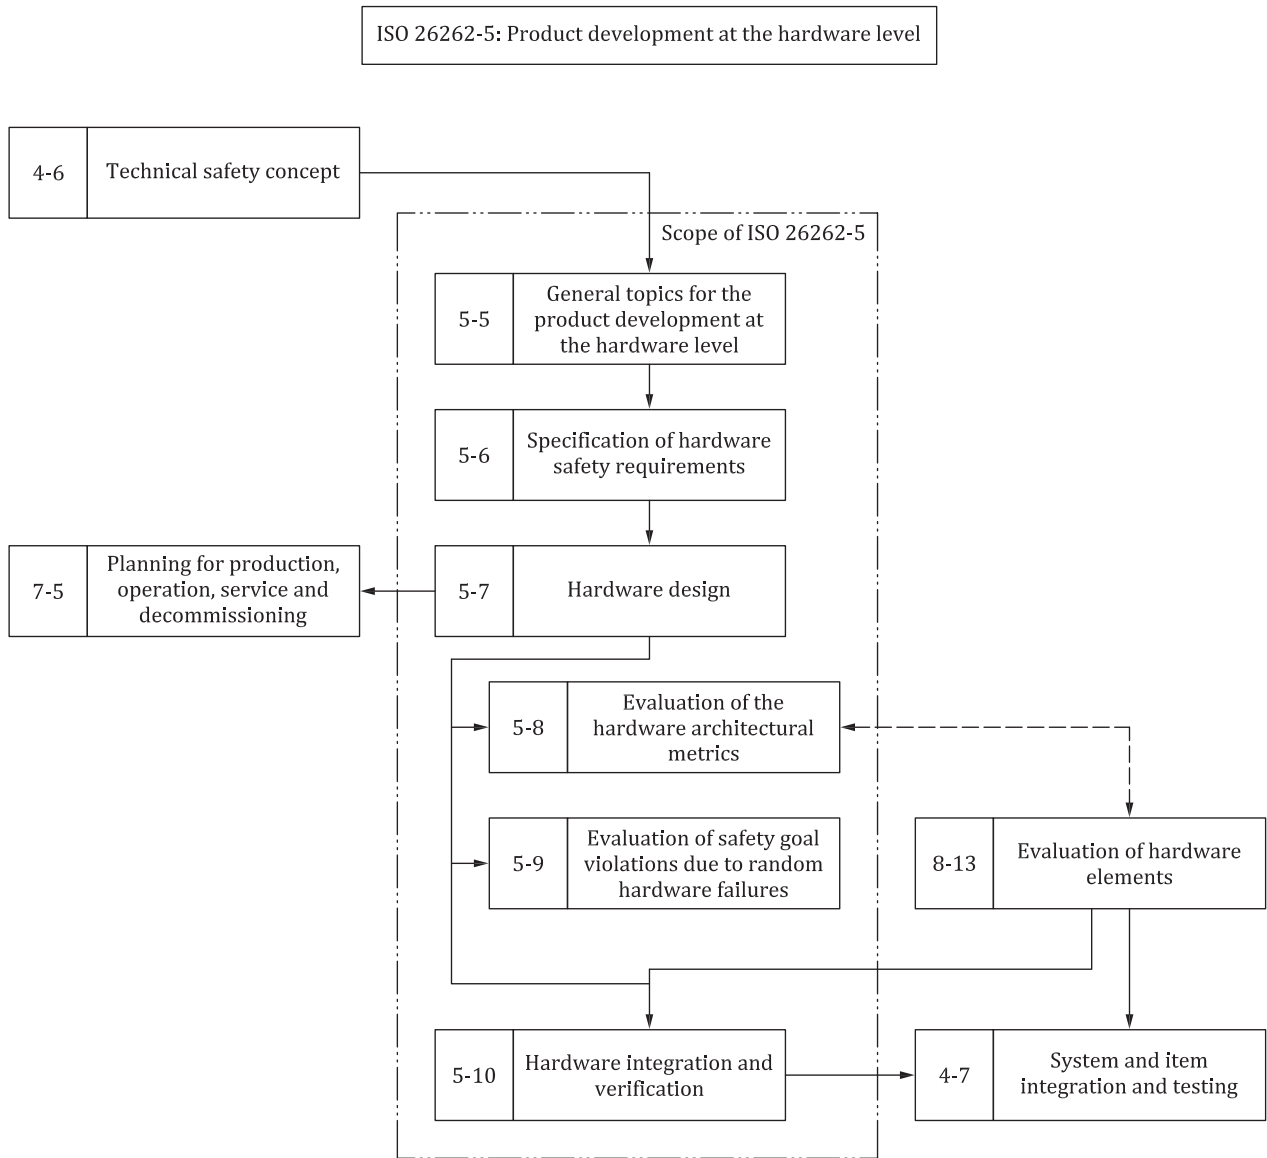 ISO 26262-5: Product development at the hardware level
4-6
Technical safety concept
Scope of ISO 26262-5
5-5
General topics for the
product development at
the hardware level
5-6
Specification of hardware
safety requirements
7-5
Planning for production,
operation, service and
decommissioning
5-7
Hardware design
5-8
Evaluation of the
hardware architectural
metrics
5-9
Evaluation of safety goal
violations due to random
hardware failures
8-13
Evaluation of hardware
elements
5-10
Hardware integration and
verification
4-7
System and item
integration and testing